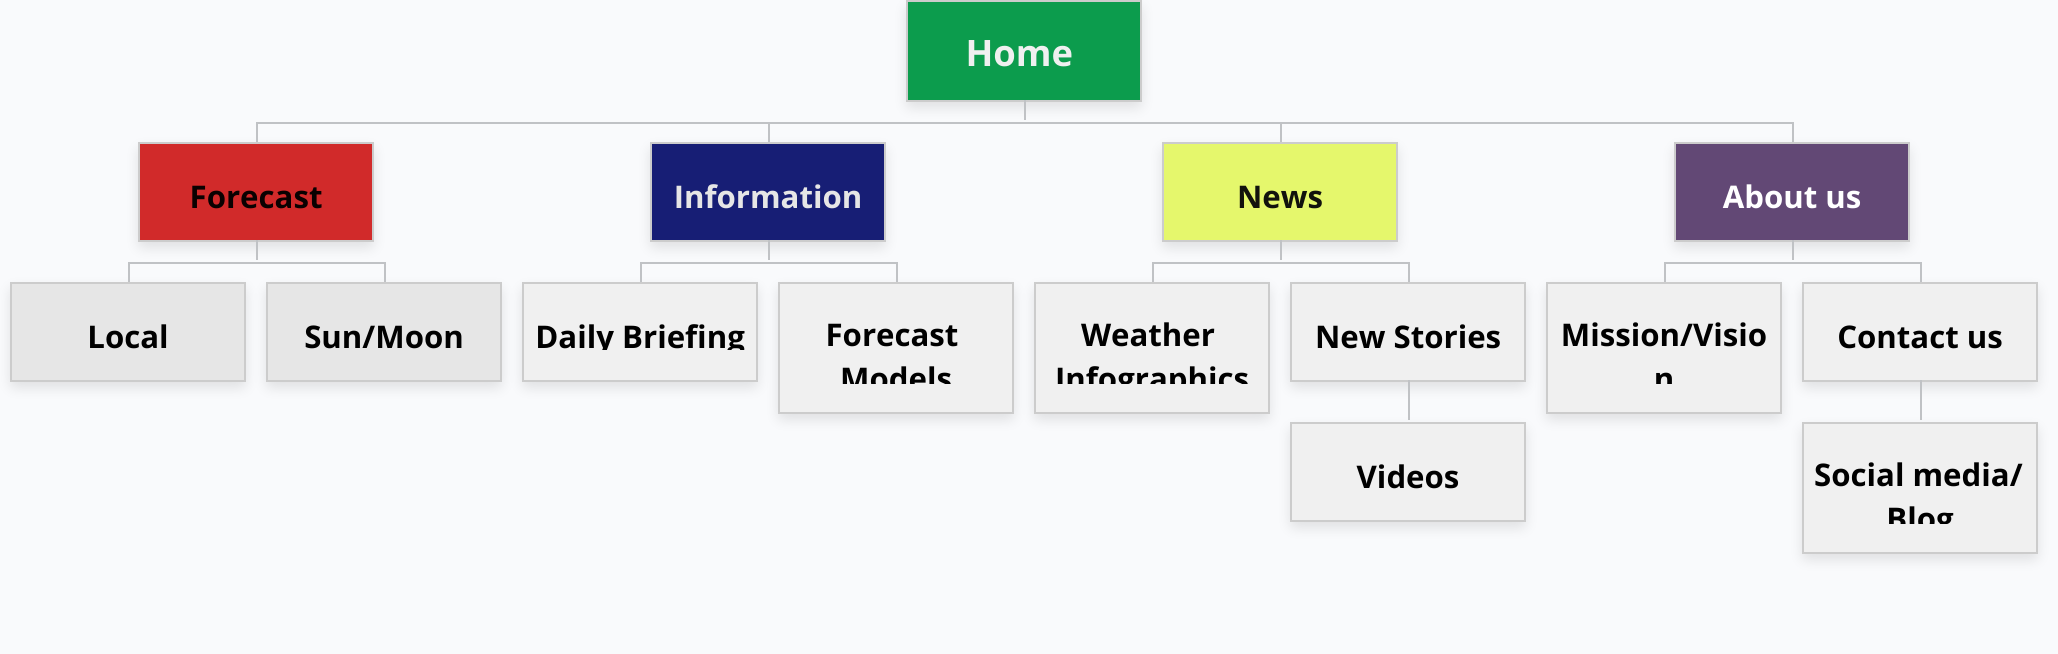 Home
Forecast
Information
News
About us
Local
Sun/Moon
Daily Briefing
Forecast
Models
Weather
Infographics
New Stories
Mission/Visio
n
Contact us
Videos
Social media/
Blog